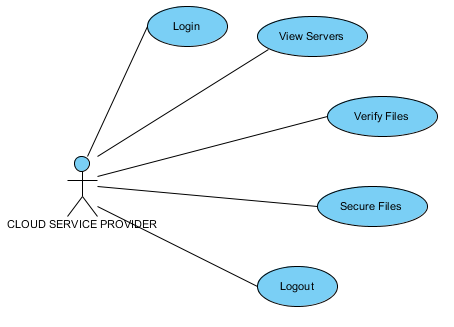 Login
View Servers
Verify Files
Secure Files
CLOUD SERVICE PROVIDER
Logout